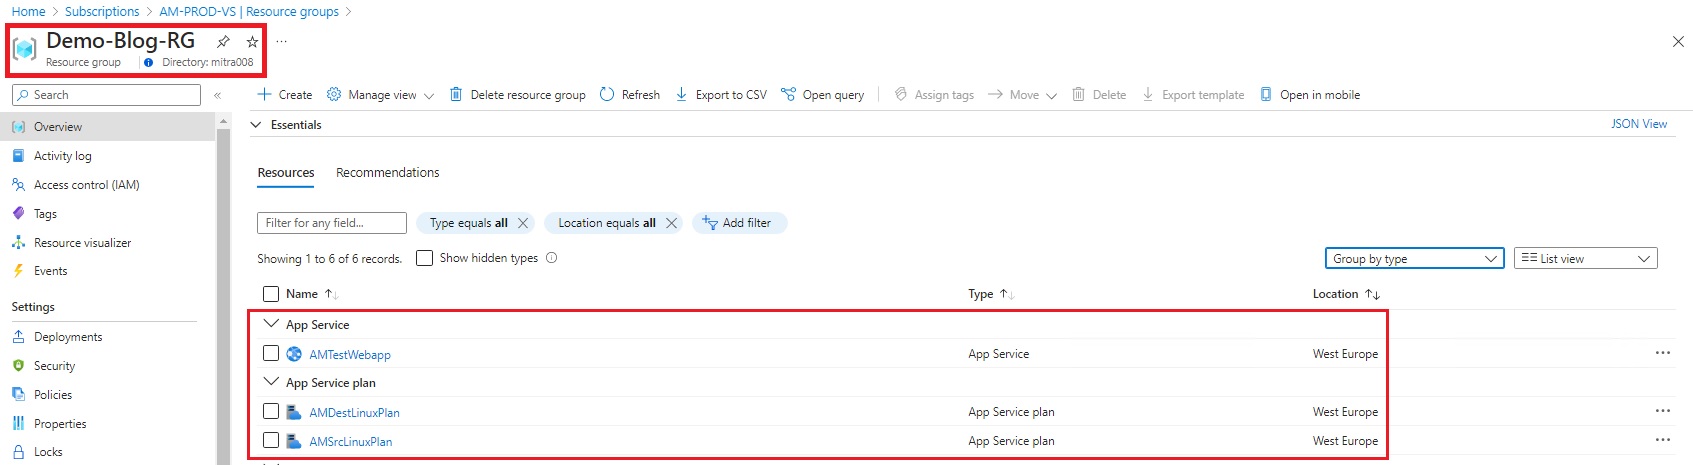 Home > Subscriptions > AM-PROD-VS | Resource groups >
Demo-Blog-RG ...
Resource group | Directory: mitra008
Search «
Create Manage view Delete resource group Refresh Export to CSV Open query Assign tags Move Delete Export template Open in mobile
Overview
Essentials JSON View
Activity log
Access control (IAM)
Tags
Resource visualizer
Events
Settings
Deployments
Security
Policies
Properties
Locks
Resources Recommendations
Filter for any field... Type equals all Location equals all Add filter
Showing 1 to 6 of 6 records. Show hidden types Group by type List view
Name Type Location
App Service
AMTestWebapp App Service West Europe ...
App Service plan
AMDestLinuxPlan App Service plan West Europe ...
AMSrcLinuxPlan App Service plan West Europe ...